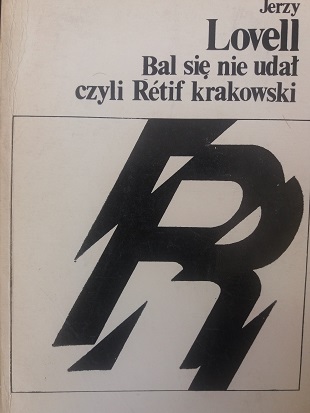 Jerzy
Lovell
Bal się nie udał
czyli Rétif krakowski
R